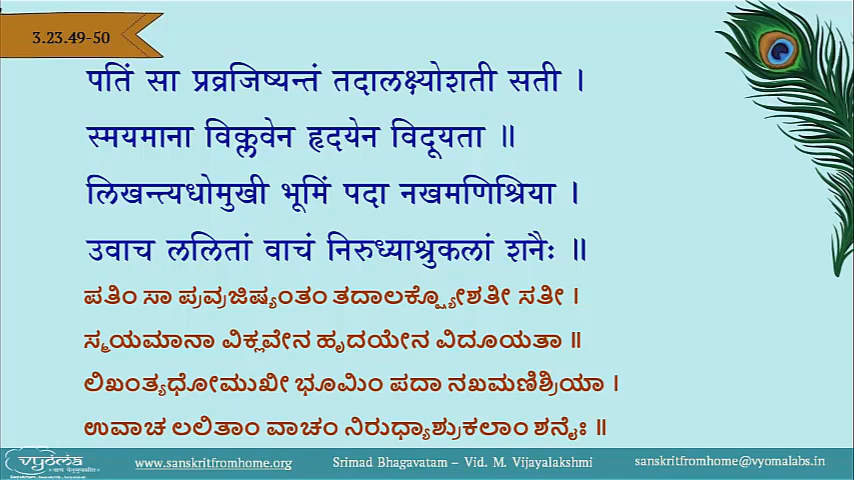 3.23.49-50
पतिं सा प्रव्रजिष्यन्तं तदालक्ष्योशती सती ।
स्मयमाना विक्लवेन हृदयेन विदूयता ॥
लिखन्त्यधोमुखी भूमिं पदा नखमणिश्रिया ।
उवाच ललितां वाचं निरुध्याश्रुकलां शनैः ॥
ಪತಿಂ ಸಾ ಪ್ರವ್ರಜಿಷ್ಯಂತಂ ತದಾಲಕ್ಷ್ಯೋಶತೀ ಸತೀ ।
ಸ್ಮಯಮಾನಾ ವಿಕ್ಲವೇನ ಹೃದಯೇನ ವಿದೂಯತಾ ॥
ಲಿಖಂತ್ಯಧೋಮುಖೀ ಭೂಮಿಂ ಪದಾ ನಖಮಣಿಶ್ರಿಯಾ ।
ಉವಾಚ ಲಲಿತಾಂ ವಾಚಂ ನಿರುಧ್ಯಾಶ್ರುಕಲಾಂ ಶನೈಃ ॥
vyoma
www.sanskritfromhome.org Srimad Bhagavatam – Vid. M. Vijayalakshmi sanskritfromhome@vyomalabs.in